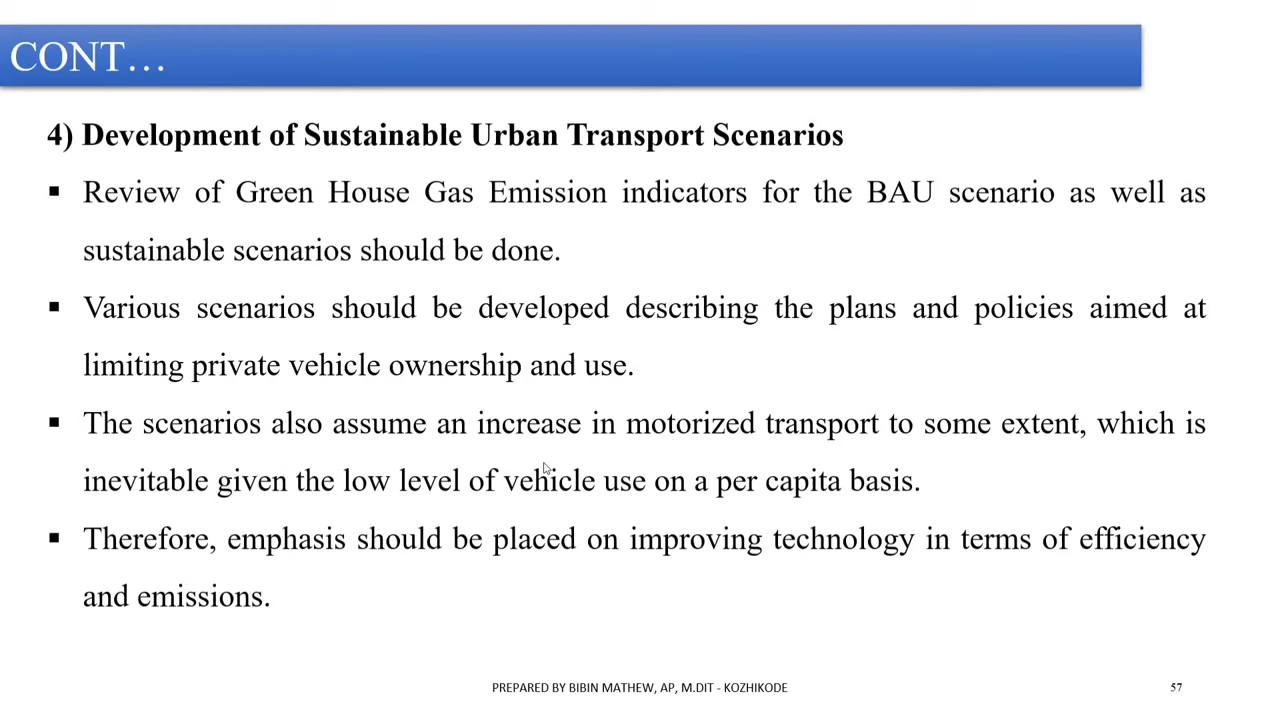 CONT…
4) Development of Sustainable Urban Transport Scenarios
▪ Review of Green House Gas Emission indicators for the BAU scenario as well as
sustainable scenarios should be done.
▪ Various scenarios should be developed describing the plans and policies aimed at
limiting private vehicle ownership and use.
▪ The scenarios also assume an increase in motorized transport to some extent, which is
inevitable given the low level of vehicle use on a per capita basis.
▪ Therefore, emphasis should be placed on improving technology in terms of efficiency
and emissions.
PREPARED BY BIBIN MATHEW, AP, M.DIT - KOZHIKODE
57